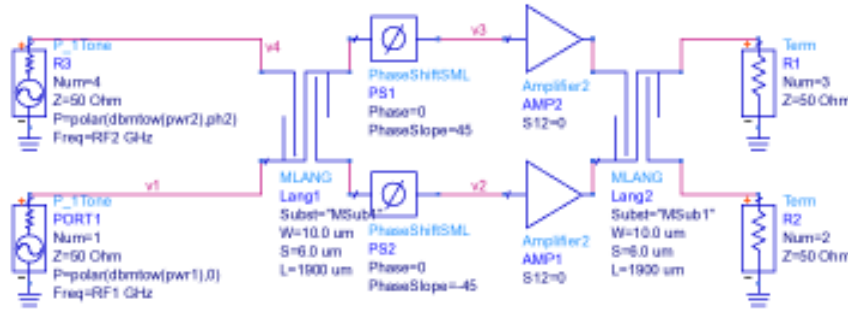 P_1Tone
R3
Num=4
Z=50 Ohm
P=polar(dbmtow(pwr2),ph2)
Freq=RF2 GHz
v4
PhaseShiftSML
PS1
Phase=0
PhaseSlope=45
v3
Amplifier2
AMP2
S12=0
Term
R1
Num=3
Z=50 Ohm
P_1Tone
PORT1
Num=1
Z=50 Ohm
P=polar(dbmtow(pwr1),0)
Freq=RF1 GHz
v1
MLANG
Lang1
Subst="MSub1"
W=10.0 um
S=6.0 um
L=1900 um
PhaseShiftSML
PS2
Phase=0
PhaseSlope=-45
v2
Amplifier2
AMP1
S12=0
MLANG
Lang2
Subst="MSub1"
W=10.0 um
S=6.0 um
L=1900 um
Term
R2
Num=2
Z=50 Ohm